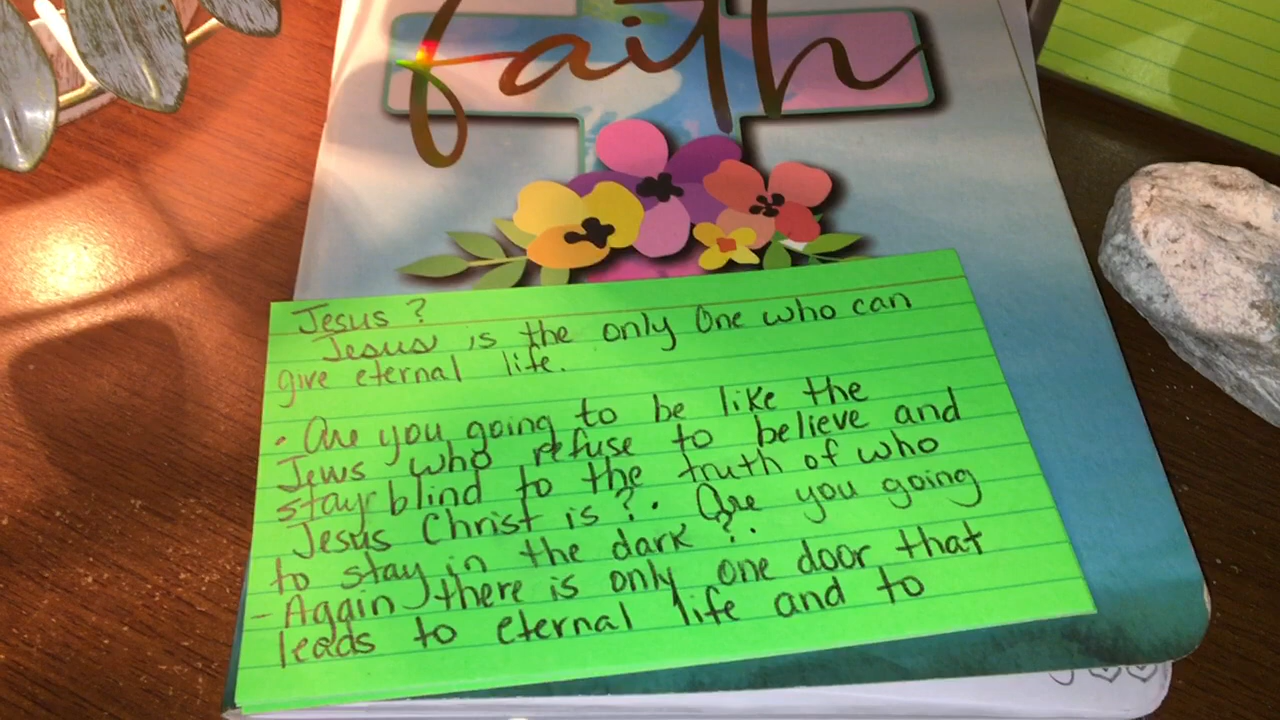 faith
Jesus?
Jesus is the only One who can
give eternal life.
• Are you going to be like the
Jews who refuse to believe and
stay blind to the truth of who
Jesus Christ is?. Are you going
to stay in the dark?.
- Again there is only one door that
leads to eternal life and to